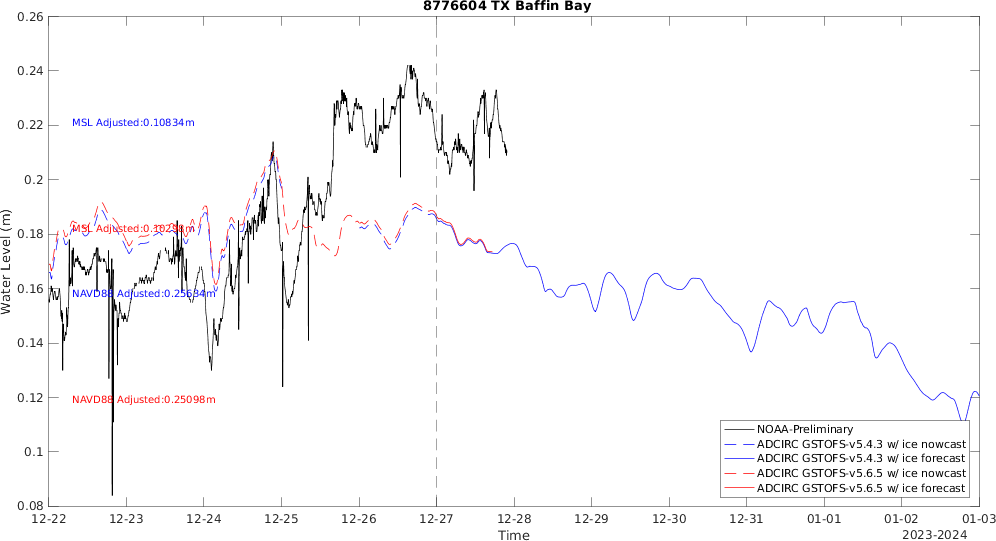 8776604 TX Baffin Bay
0.26
0.24
0.22
0.2
0.18
0.16
0.14
0.12
0.1
0.08
Water Level (m)
MSL Adjusted:0.10834m
MSL Adjusted:0.10268m
NAVD88 Adjusted:0.25634m
NAVD88 Adjusted:0.25098m
NOAA-Preliminary
ADCIRC GSTOFS-v5.4.3 w/ ice nowcast
ADCIRC GSTOFS-v5.4.3 w/ ice forecast
ADCIRC GSTOFS-v5.6.5 w/ ice nowcast
ADCIRC GSTOFS-v5.6.5 w/ ice forecast
12-22 12-23 12-24 12-25 12-26 12-27 12-28 12-29 12-30 12-31 01-01 01-02 01-03
Time
2023-2024